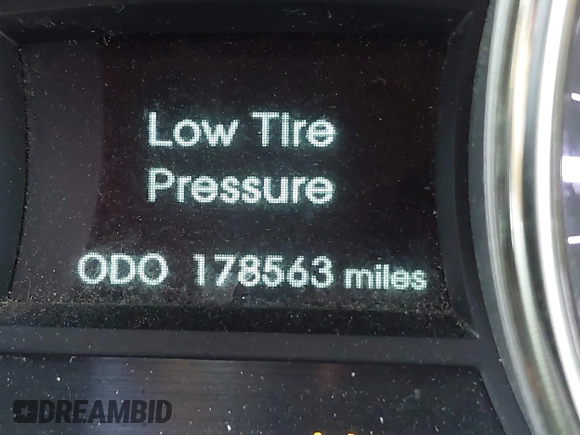 Low Tire
Pressure
ODO 178563 miles
DREAMBID